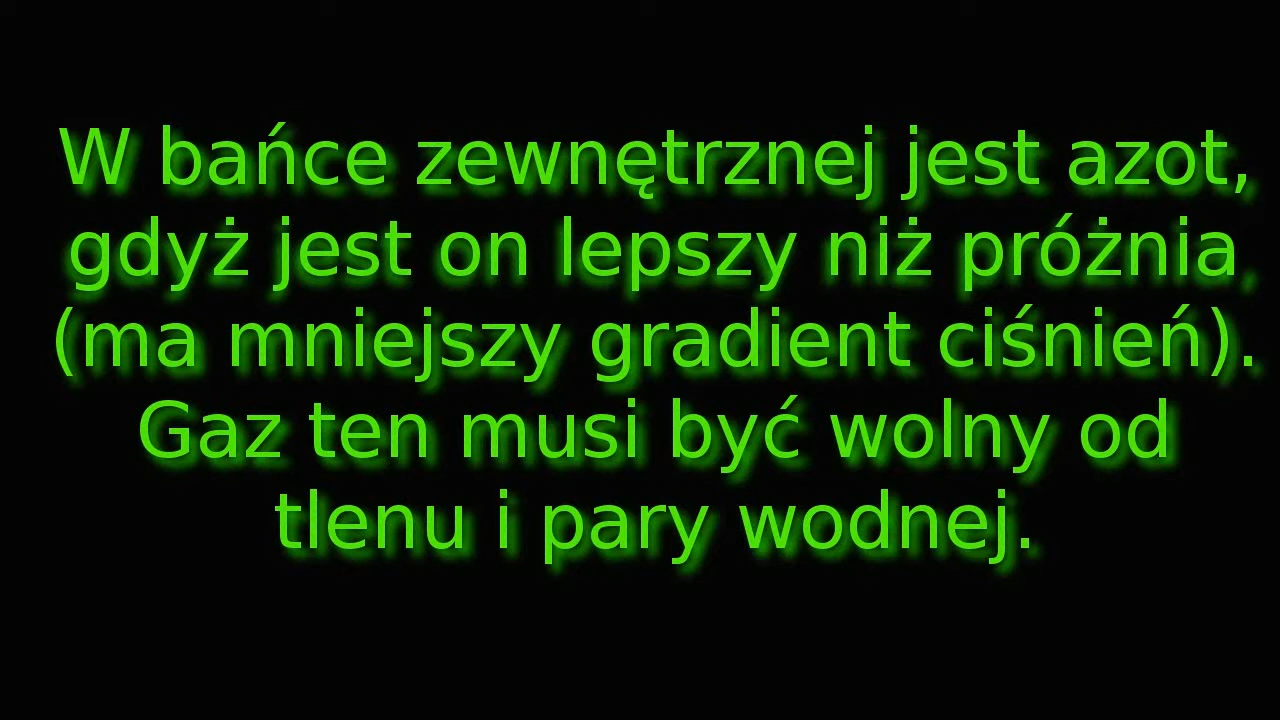 W bańce zewnętrznej jest azot,
gdyż jest on lepszy niż próżnia,
(ma mniejszy gradient ciśnień).
Gaz ten musi być wolny od
tlenu i pary wodnej.